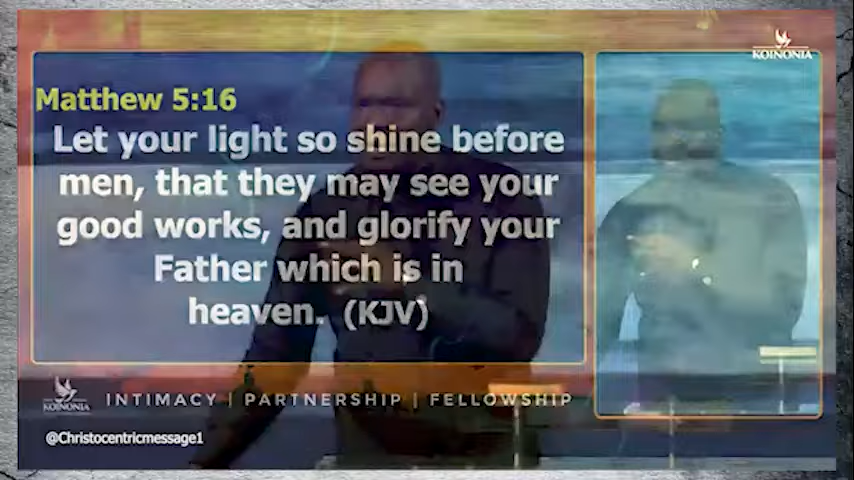 KOINONIA
Matthew 5:16
Let your light so shine before
men, that they may see your
good works, and glorify your
Father which is in
heaven. (KJV)
KOINONIA
INTIMACY | PARTNERSHIP | FELLOWSHIP
@Christocentricmessage1